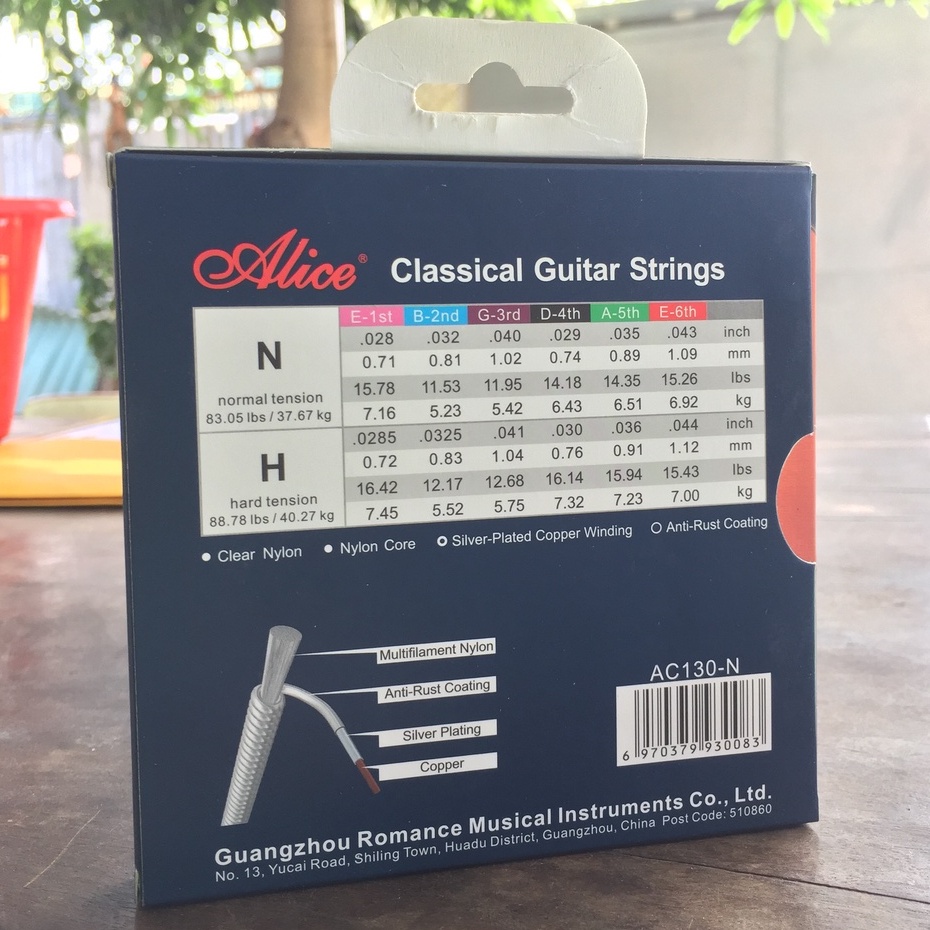 Alice® Classical Guitar Strings
E-1st B-2nd G-3rd D-4th A-5th E-6th
N
normal tension
83.05 lbs / 37.67 kg
.028 .032 .040 .029 .035 .043 inch
0.71 0.81 1.02 0.74 0.89 1.09 mm
15.78 11.53 11.95 14.18 14.35 15.26 lbs
7.16 5.23 5.42 6.43 6.51 6.92 kg
H
hard tension
88.78 lbs / 40.27 kg
.0285 .0325 .041 .030 .036 .044 inch
0.72 0.83 1.04 0.76 0.91 1.12 mm
16.42 12.17 12.68 16.14 15.94 15.43 lbs
7.45 5.52 5.75 7.32 7.23 7.00 kg
Clear Nylon Nylon Core Silver-Plated Copper Winding Anti-Rust Coating
Multifilament Nylon
Anti-Rust Coating
Silver Plating
Copper
AC130-N
6 970379 930083
Guangzhou Romance Musical Instruments Co., Ltd.
No. 13, Yucai Road, Shiling Town, Huadu District, Guangzhou, China Post Code: 510860